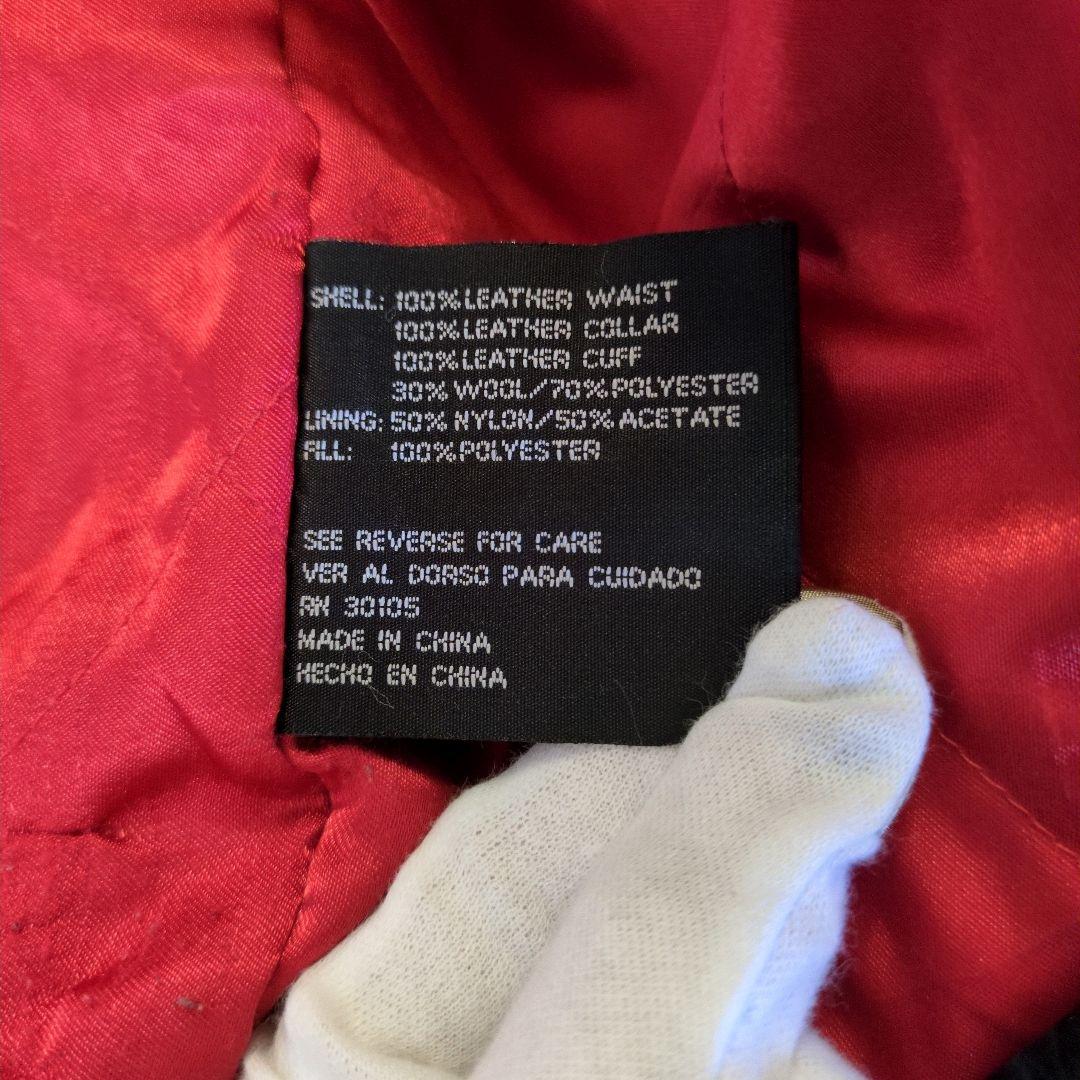 SHELL: 100% LEATHER WAIST
100% LEATHER COLLAR
100% LEATHER CUFF
30% WOOL/70% POLYESTER
LINING: 50% NYLON/50% ACETATE
FILL: 100% POLYESTER
SEE REVERSE FOR CARE
VER AL DORSO PARA CUIDADO
RN 30105
MADE IN CHINA
HECHO EN CHINA